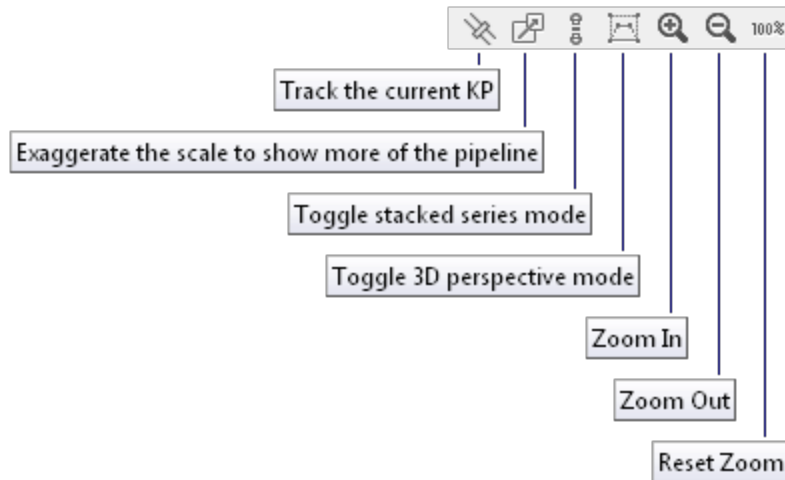 100%
Track the current KP
Exaggerate the scale to show more of the pipeline
Toggle stacked series mode
Toggle 3D perspective mode
Zoom In
Zoom Out
Reset Zoom